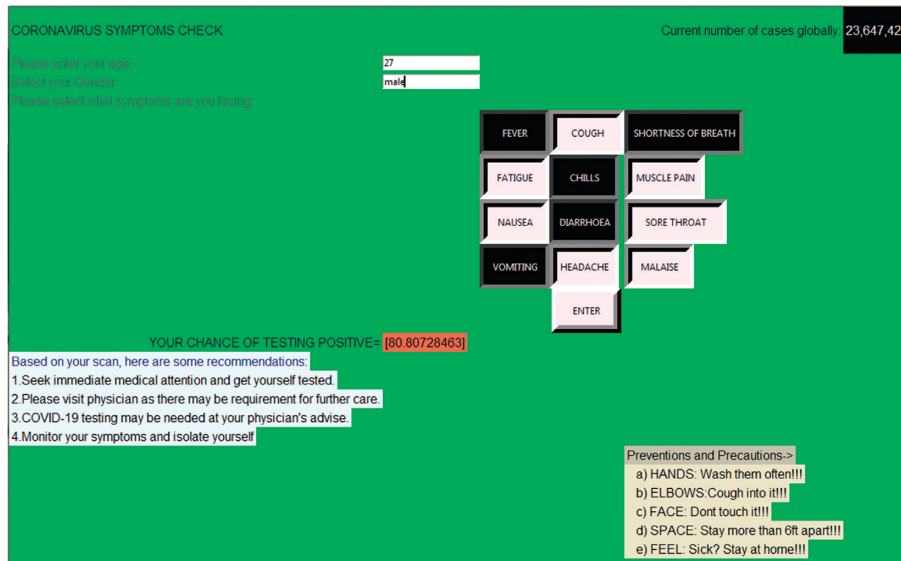 CORONAVIRUS SYMPTOMS CHECK
Current number of cases globally: 23,647,42
Please enter your age
27
Select your Gender
male
Please select what symptoms are you facing
FEVER COUGH SHORTNESS OF BREATH
FATIGUE CHILLS MUSCLE PAIN
NAUSEA DIARRHOEA SORE THROAT
VOMITING HEADACHE MALAISE
ENTER
YOUR CHANCE OF TESTING POSITIVE= [80.80728463]
Based on your scan, here are some recommendations:
1.Seek immediate medical attention and get yourself tested.
2.Please visit physician as there may be requirement for further care.
3.COVID-19 testing may be needed at your physician's advise.
4.Monitor your symptoms and isolate yourself
Preventions and Precautions->
a) HANDS: Wash them often!!!
b) ELBOWS:Cough into it!!!
c) FACE: Dont touch it!!!
d) SPACE: Stay more than 6ft apart!!!
e) FEEL: Sick? Stay at home!!!